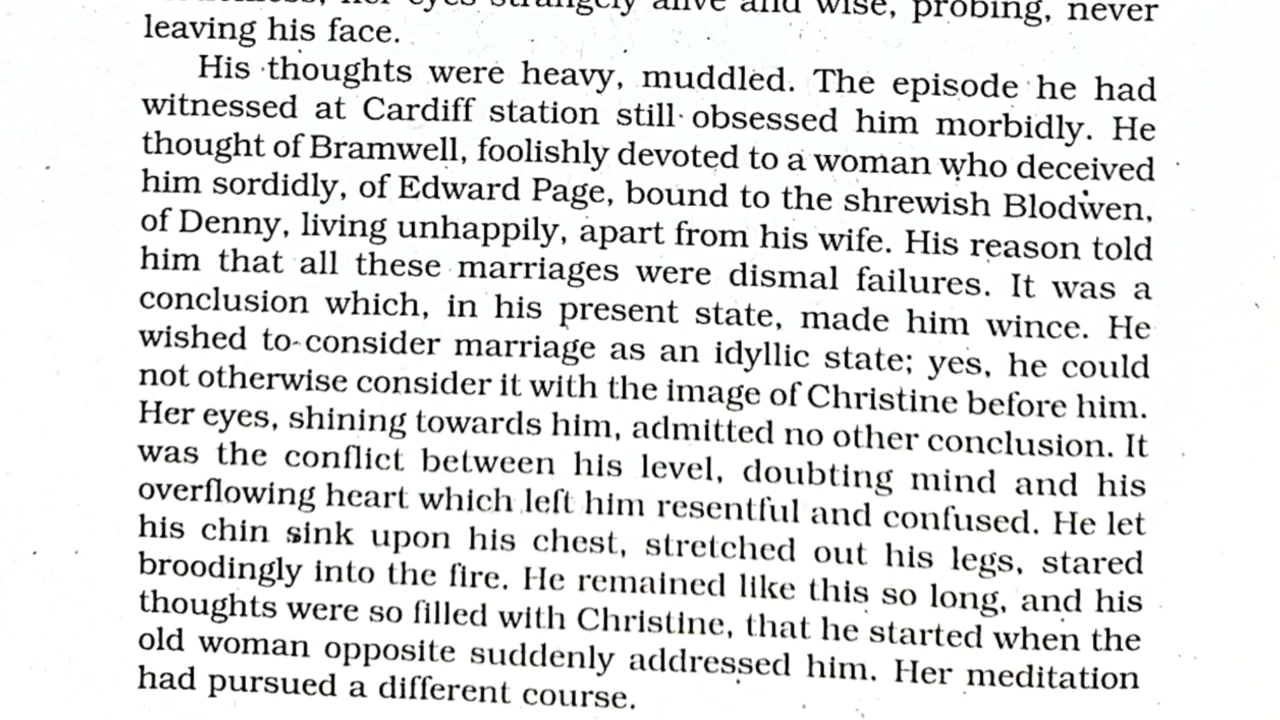 her eyes strangely alive and wise, probing, never
leaving his face.
His thoughts were heavy, muddled. The episode he had
witnessed at Cardiff station still obsessed him morbidly. He
thought of Bramwell, foolishly devoted to a woman who deceived
him sordidly, of Edward Page, bound to the shrewish Blodwen,
of Denny, living unhappily, apart from his wife. His reason told
him that all these marriages were dismal failures. It was a
conclusion which, in his present state, made him wince. He
wished to consider marriage as an idyllic state; yes, he could
not otherwise consider it with the image of Christine before him.
Her eyes, shining towards him, admitted no other conclusion. It
was the conflict between his level, doubting mind and his
overflowing heart which left him resentful and confused. He let
his chin sink upon his chest, stretched out his legs, stared
broodingly into the fire. He remained like this so long, and his
thoughts were so filled with Christine, that he started when the
old woman opposite suddenly addressed him. Her meditation
had pursued a different course.